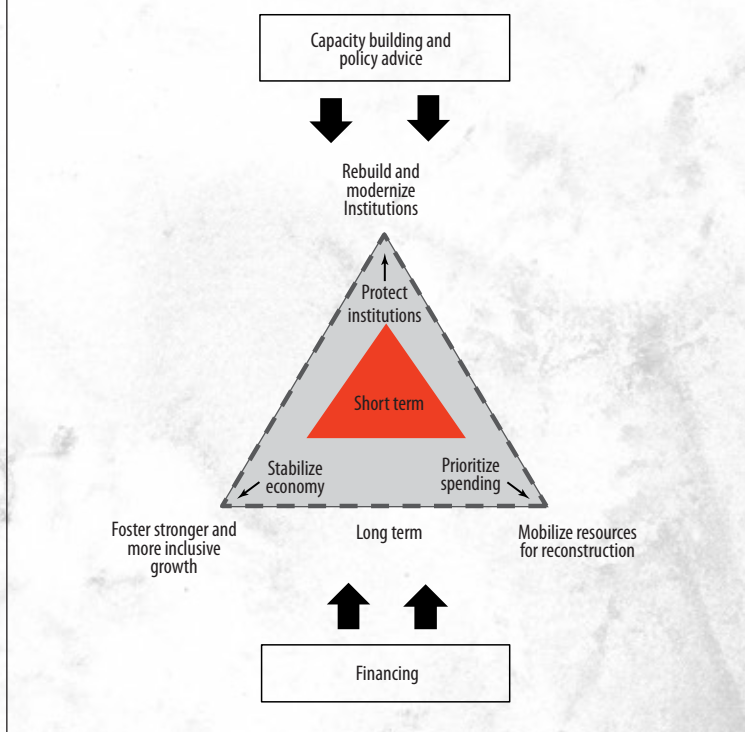 Capacity building and
policy advice
Rebuild and
modernize
Institutions
Protect
institutions
Short term
Stabilize
economy
Prioritize
spending
Foster stronger and
more inclusive
growth
Long term
Mobilize resources
for reconstruction
Financing